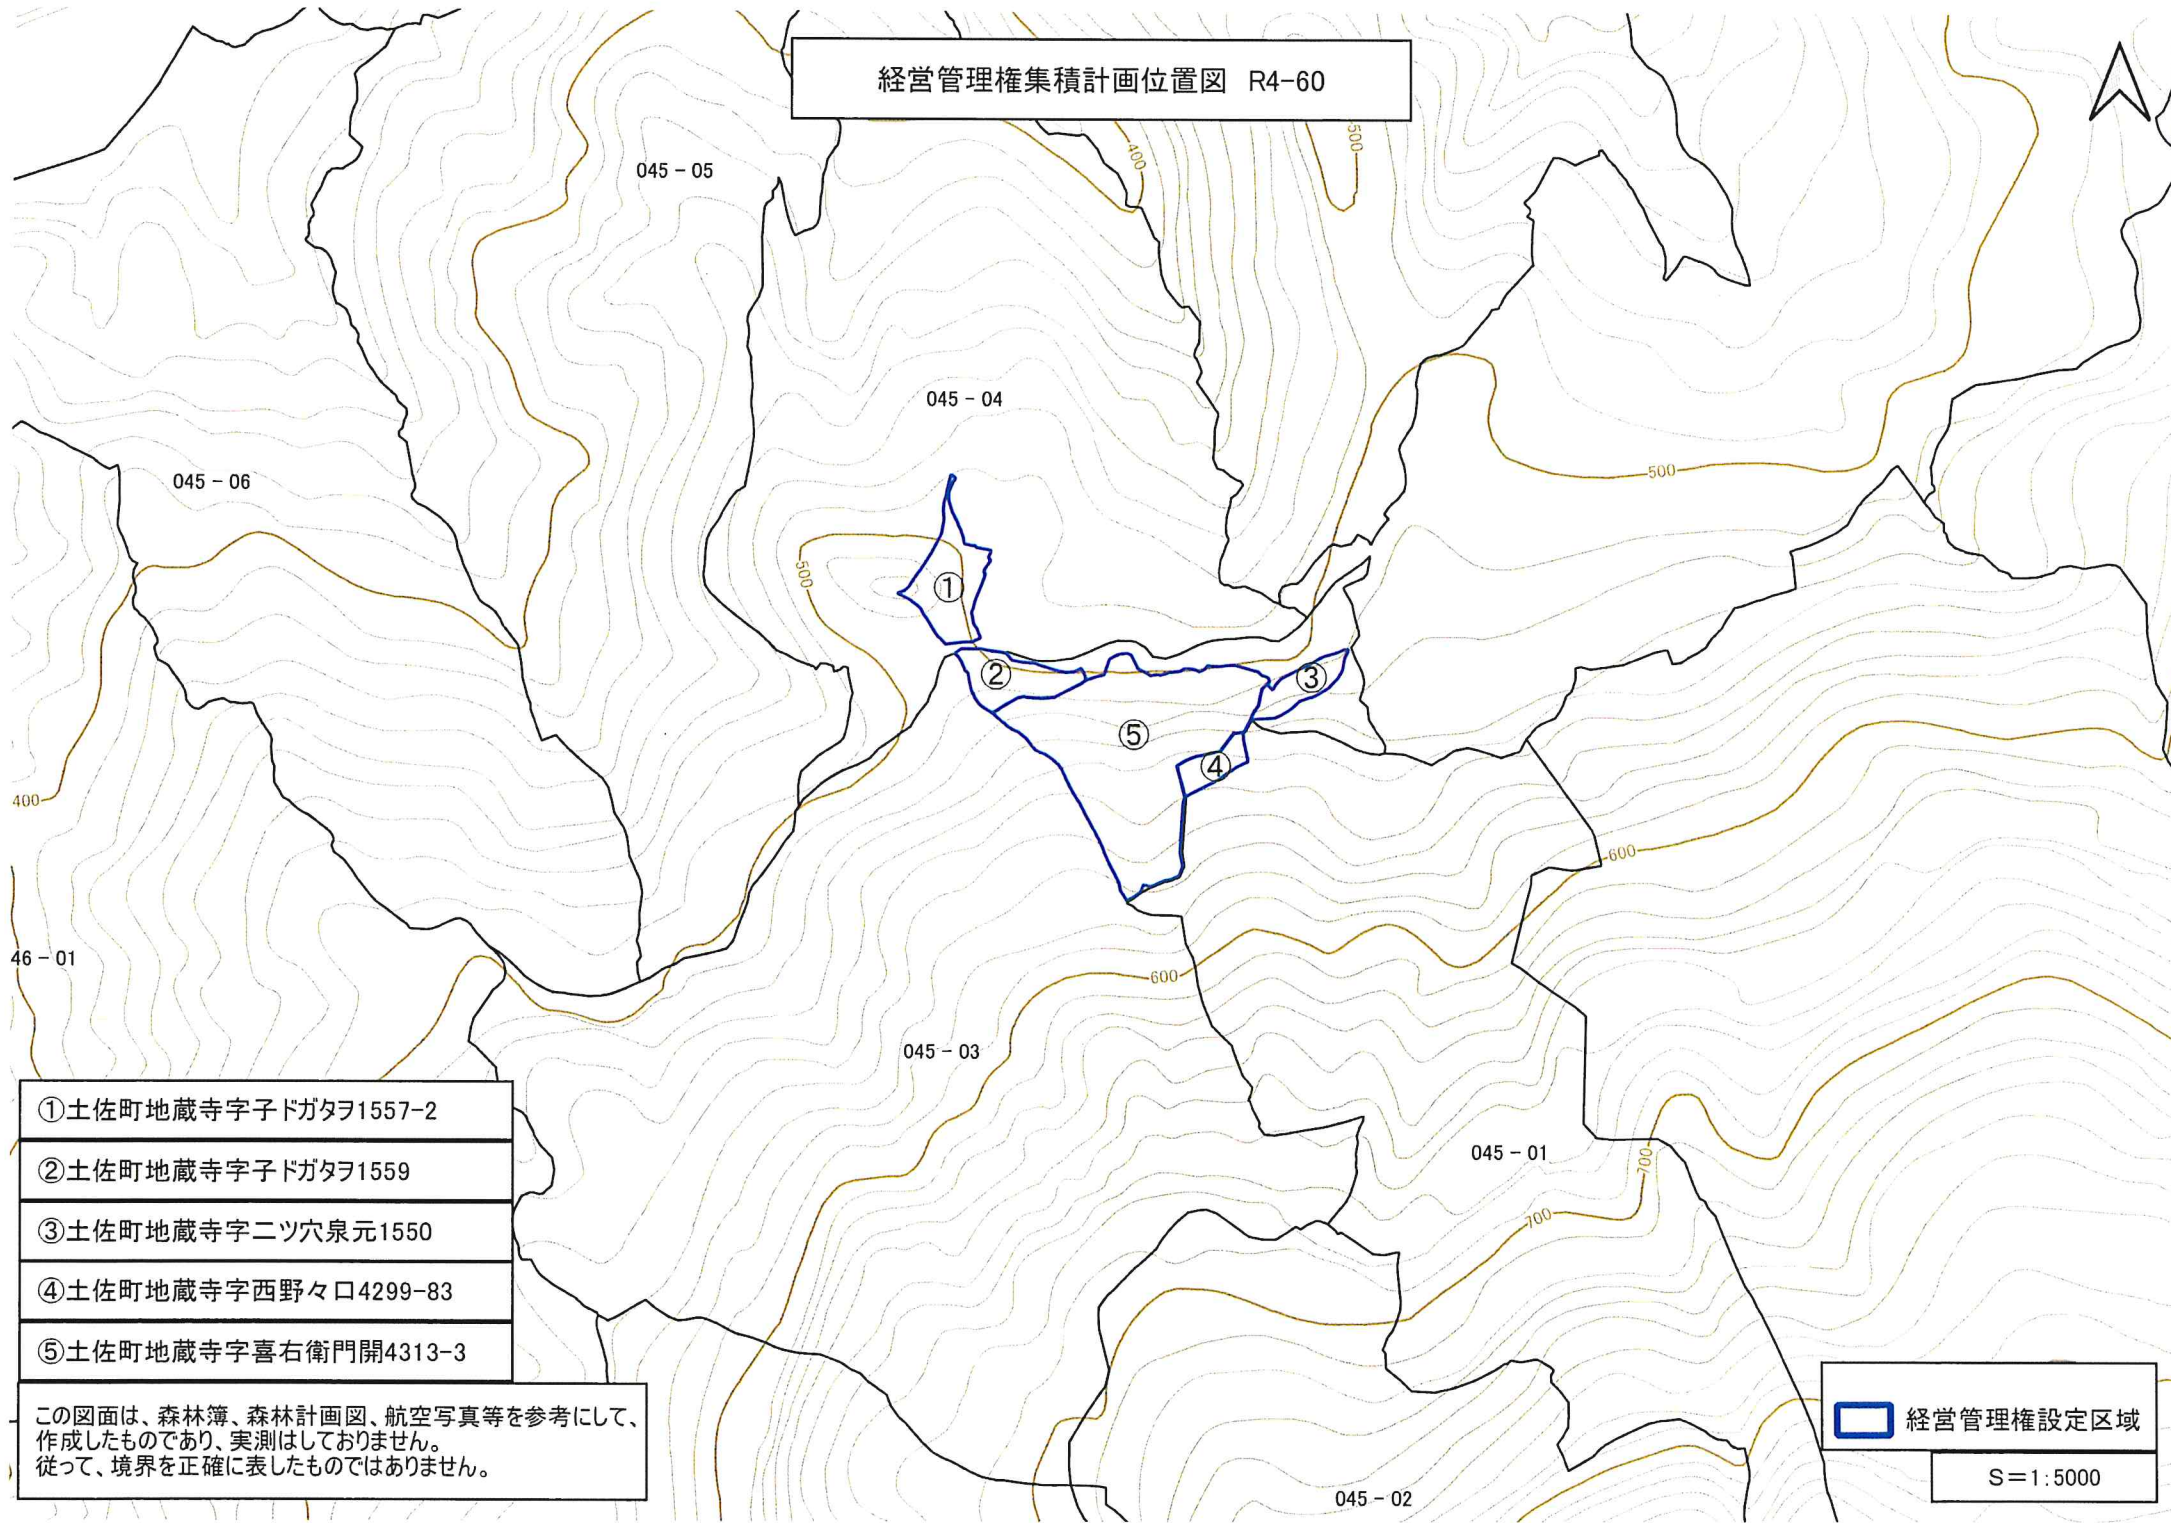 経営管理権集積計画位置図 R4-60
400
500
045-05
045-04
045-06
500
500
①
②
③
⑤
④
400
600
46-01
600
045-03
045-01
700
700
①土佐町地蔵寺字子ドガタヲ1557-2
②土佐町地蔵寺字子ドガタヲ1559
③土佐町地蔵寺字二ツ穴泉元1550
④土佐町地蔵寺字西野々口4299-83
⑤土佐町地蔵寺字喜右衛門開4313-3
この図面は、森林簿、森林計画図、航空写真等を参考にして、
作成したものであり、実測はしておりません。
従って、境界を正確に表したものではありません。
経営管理権設定区域
S=1:5000
045-02